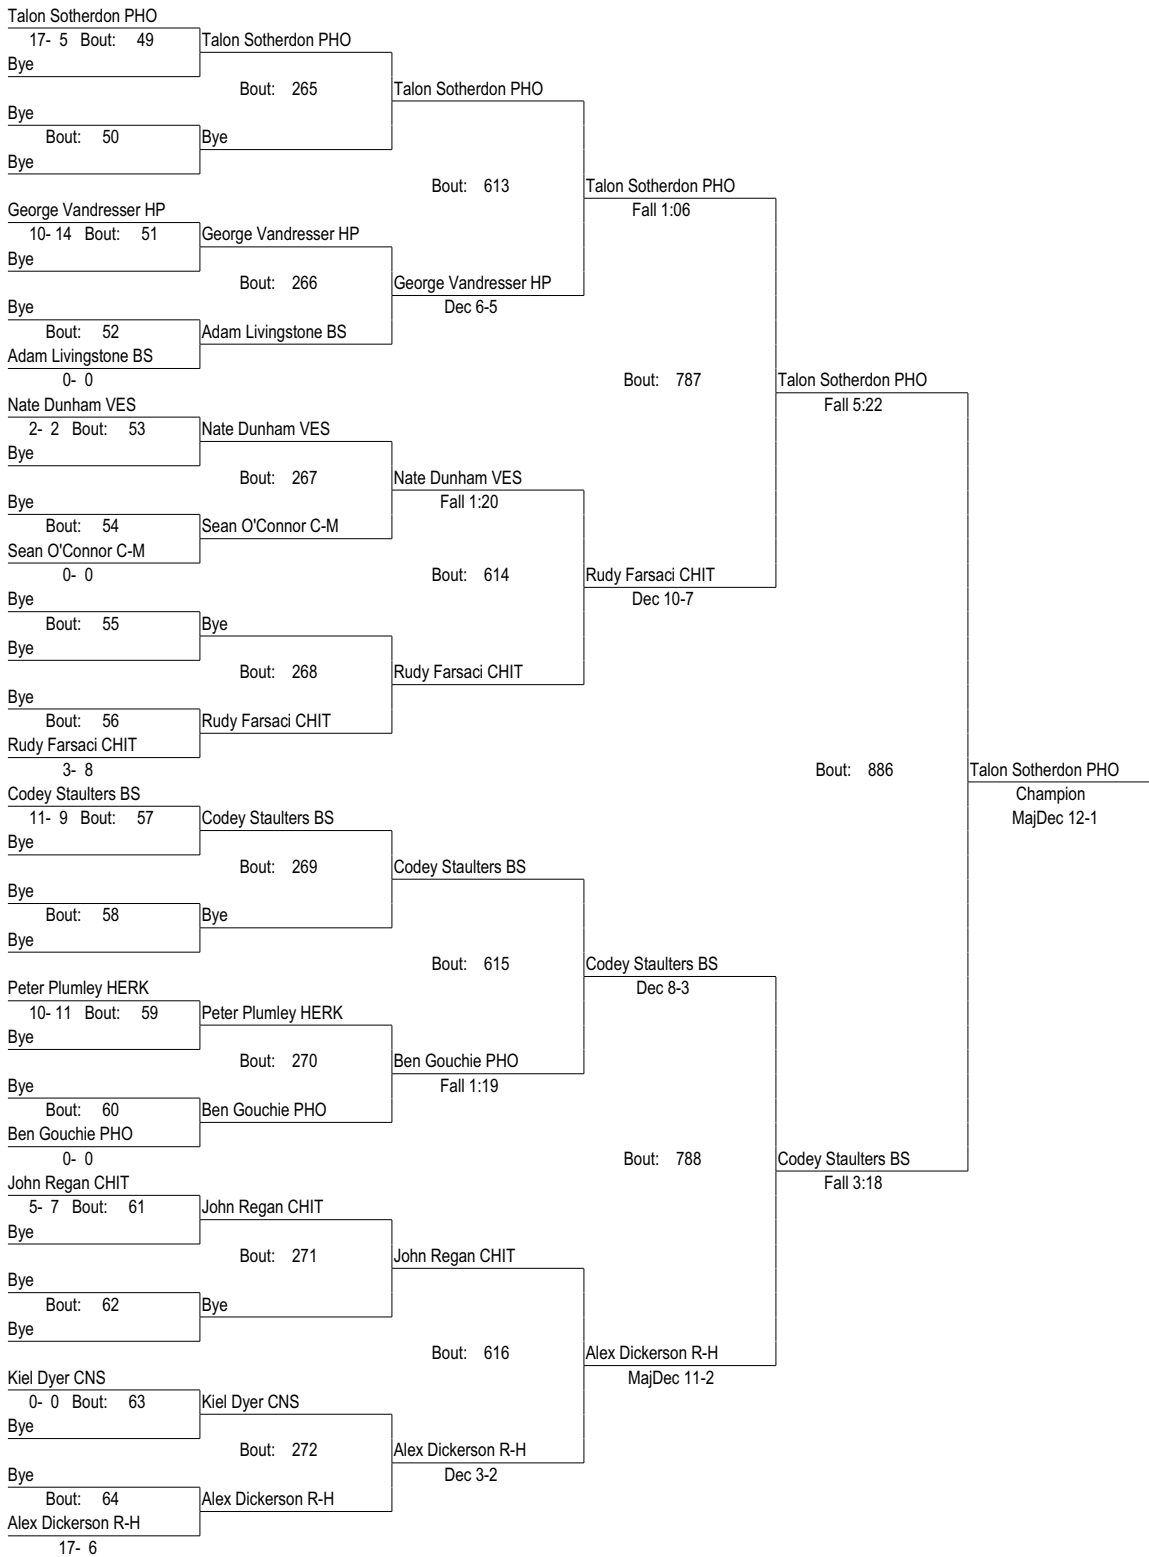 Talon Sotherdon PHO
17- 5 Bout: 49 Talon Sotherdon PHO
Bye
Bout: 265 Talon Sotherdon PHO
Bye
Bout: 50 Bye
Bye
Bout: 613 Talon Sotherdon PHO
George Vandresser HP Fall 1:06
10- 14 Bout: 51 George Vandresser HP
Bye
Bout: 266 George Vandresser HP
Bye Dec 6-5
Bout: 52 Adam Livingstone BS
Adam Livingstone BS
0- 0 Bout: 787 Talon Sotherdon PHO
Nate Dunham VES Fall 5:22
2- 2 Bout: 53 Nate Dunham VES
Bye
Bout: 267 Nate Dunham VES
Bye Fall 1:20
Bout: 54 Sean O'Connor C-M
Sean O'Connor C-M
0- 0 Bout: 614 Rudy Farsaci CHIT
Bye Dec 10-7
Bout: 55 Bye
Bye
Bout: 268 Rudy Farsaci CHIT
Bye
Bout: 56 Rudy Farsaci CHIT
Rudy Farsaci CHIT
3- 8 Bout: 886 Talon Sotherdon PHO
Codey Staulters BS Champion
11- 9 Bout: 57 Codey Staulters BS MajDec 12-1
Bye
Bout: 269 Codey Staulters BS
Bye
Bout: 58 Bye
Bye
Bout: 615 Codey Staulters BS
Peter Plumley HERK Dec 8-3
10- 11 Bout: 59 Peter Plumley HERK
Bye
Bout: 270 Ben Gouchie PHO
Bye Fall 1:19
Bout: 60 Ben Gouchie PHO
Ben Gouchie PHO
0- 0 Bout: 788 Codey Staulters BS
John Regan CHIT Fall 3:18
5- 7 Bout: 61 John Regan CHIT
Bye
Bout: 271 John Regan CHIT
Bye
Bout: 62 Bye
Bye
Bout: 616 Alex Dickerson R-H
Kiel Dyer CNS MajDec 11-2
0- 0 Bout: 63 Kiel Dyer CNS
Bye
Bout: 272 Alex Dickerson R-H
Bye Dec 3-2
Bout: 64 Alex Dickerson R-H
Alex Dickerson R-H
17- 6